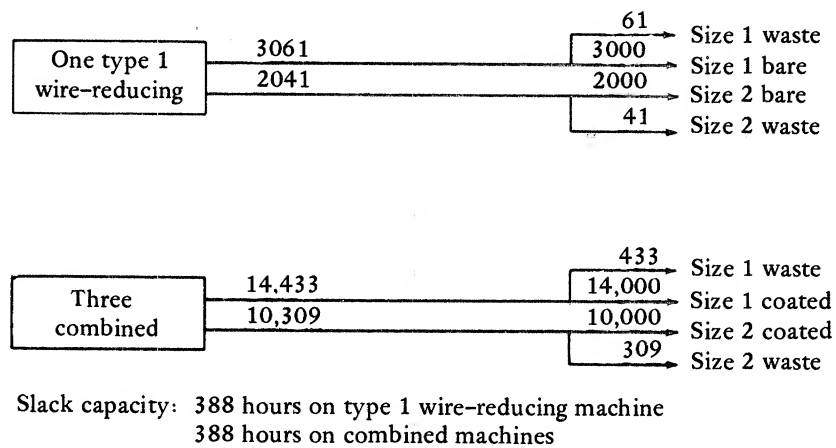 61 Size 1 waste
One type 1 3061 3000 Size 1 bare
wire-reducing 2041 2000 Size 2 bare
41 Size 2 waste
433 Size 1 waste
Three 14,433 14,000 Size 1 coated
combined 10,309 10,000 Size 2 coated
309 Size 2 waste
Slack capacity: 388 hours on type 1 wire-reducing machine
388 hours on combined machines